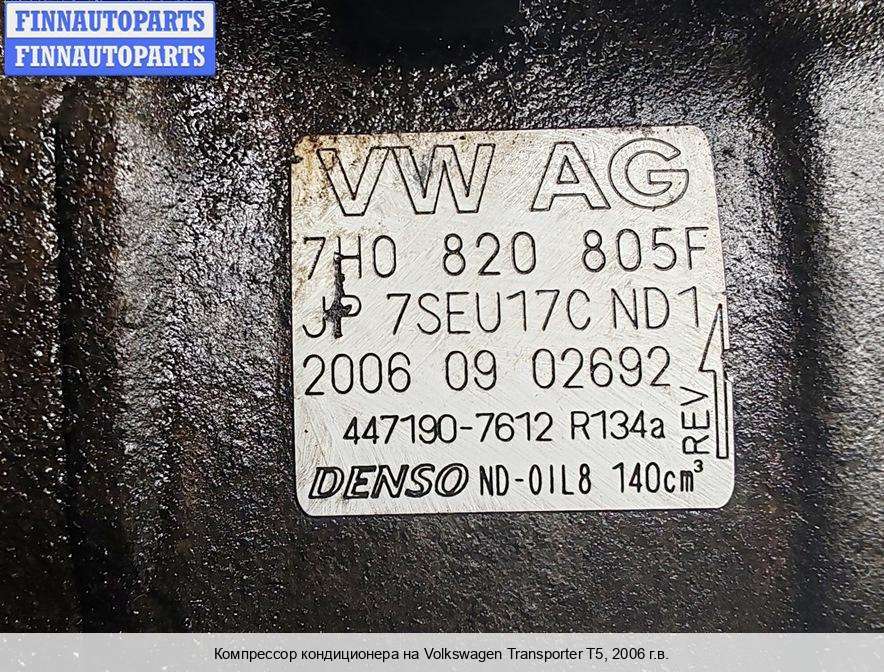 FINNAUTOPARTS
FINNAUTOPARTS
VW AG
7H0 820 805F
JP 7SEU17C ND1
2006 09 02692
447190-7612 R134a
REV
DENSO ND-OIL8 140cm³
Компрессор кондиционера на Volkswagen Transporter T5, 2006 г.в.